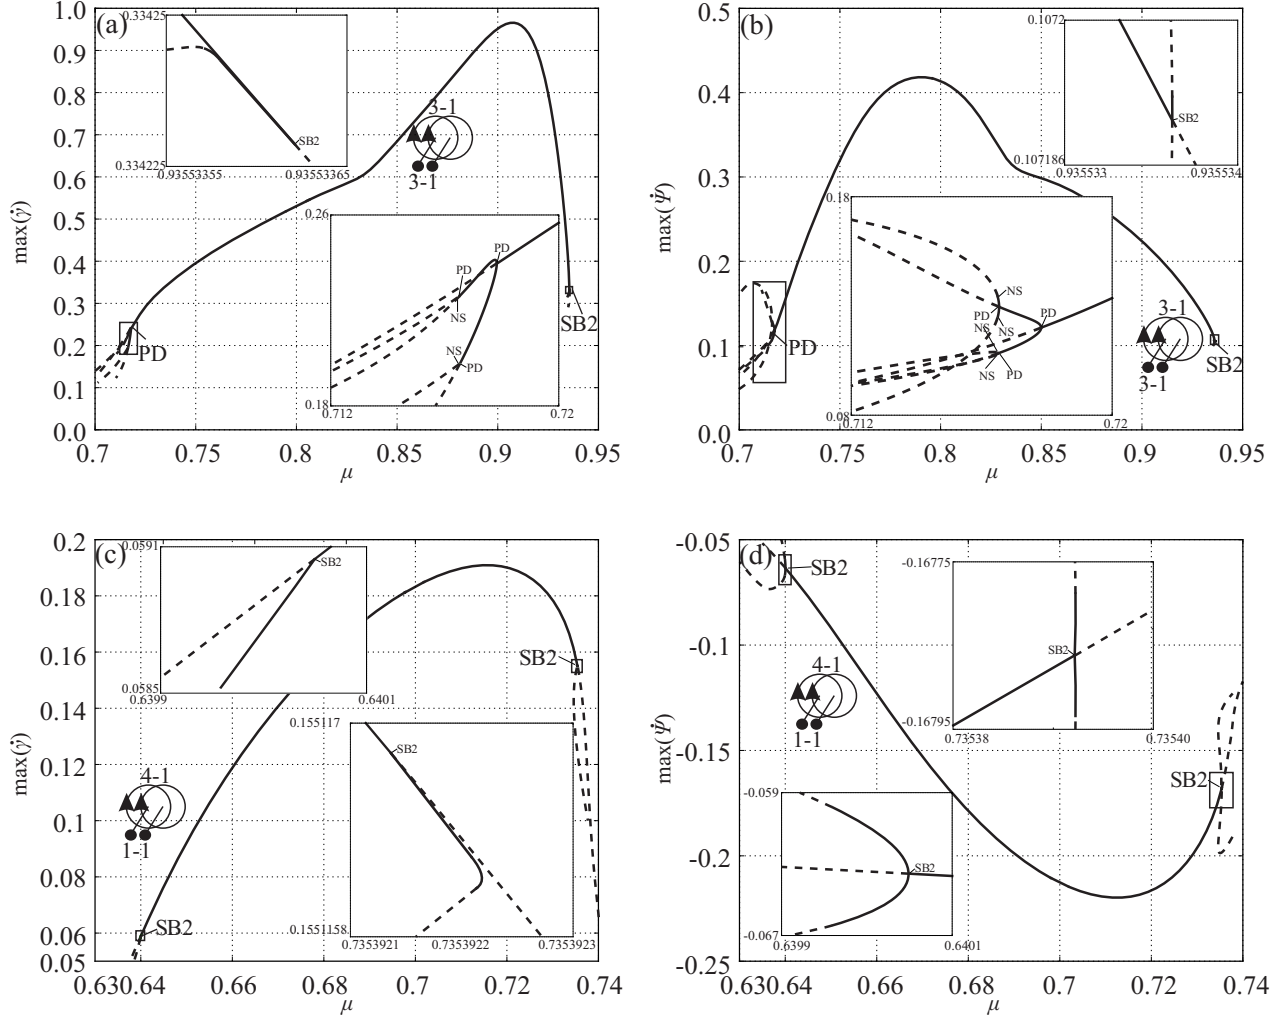 (a)
max(γ̇)
1.0
0.9
0.8
0.7
0.6
0.5
0.4
0.3
0.2
0.1
0.0
0.7
0.75
0.8
0.85
0.9
0.95
μ
0.33425
0.334225
0.93553355
0.93553365
SB2
3-1
3-1
0.26
0.18
0.712
0.72
PD
PD
NS
NS
PD
PD
SB2
(b)
max(Ψ̇)
0.5
0.4
0.3
0.2
0.1
0.0
0.7
0.75
0.8
0.85
0.9
0.95
μ
0.1072
0.107186
0.935533
0.935534
SB2
0.18
0.08
0.712
0.72
NS
PD
PD
NS
NS
NS
PD
PD
3-1
3-1
SB2
(c)
max(γ̇)
0.2
0.18
0.16
0.14
0.12
0.1
0.08
0.06
0.05
0.63
0.64
0.66
0.68
0.7
0.72
0.74
μ
0.0591
0.0585
0.6399
0.6401
SB2
SB2
4-1
1-1
0.155117
0.1551158
0.7353921
0.7353922
0.7353923
SB2
SB2
(d)
max(Ψ̇)
-0.05
-0.1
-0.15
-0.2
-0.25
0.63
0.64
0.66
0.68
0.7
0.72
0.74
μ
SB2
-0.16775
-0.16795
0.73538
0.73540
SB2
4-1
1-1
SB2
-0.059
-0.067
0.6399
0.6401
SB2